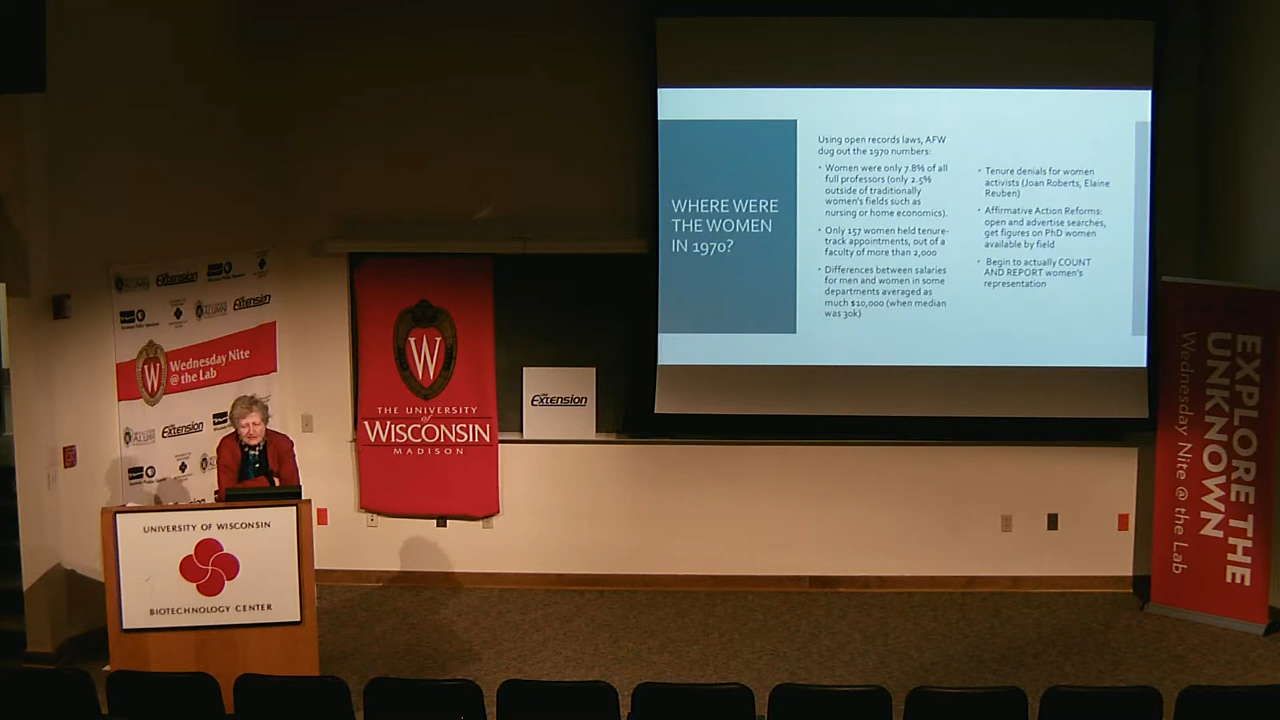 WHERE WERE
THE WOMEN
IN 1970?
Using open records laws, AFW
dug out the 1970 numbers:
• Women were only 7.8% of all
full professors (only 2.5%
outside of traditionally
women's fields such as
nursing or home economics).
• Only 157 women held tenure-
track appointments, out of a
faculty of more than 2,000
• Differences between salaries
for men and women in some
departments averaged as
much $10,000 (when median
was 30k)
• Tenure denials for women
activists (Joan Roberts, Elaine
Reuben)
• Affirmative Action Reforms:
open and advertise searches,
get figures on PhD women
available by field
• Begin to actually COUNT
AND REPORT women's
representation
Extension
Extension
Wednesday Nite
@ the Lab
Extension
W
THE UNIVERSITY
of
WISCONSIN
MADISON
Extension
UNIVERSITY OF WISCONSIN
BIOTECHNOLOGY CENTER
EXPLORE THE
UNKNOWN
Wednesday Nite @ the Lab